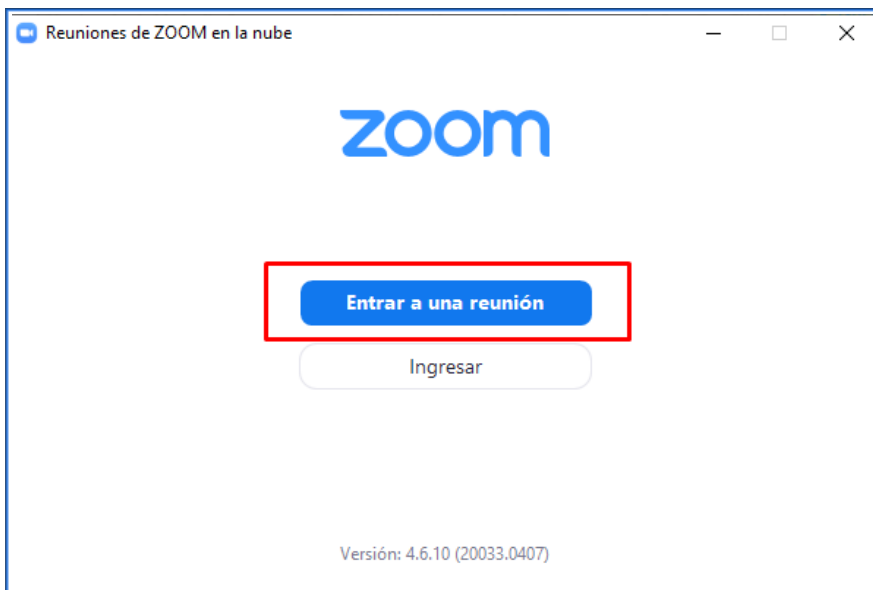 Reuniones de ZOOM en la nube
zoom
Entrar a una reunión
Ingresar
Versión: 4.6.10 (20033.0407)